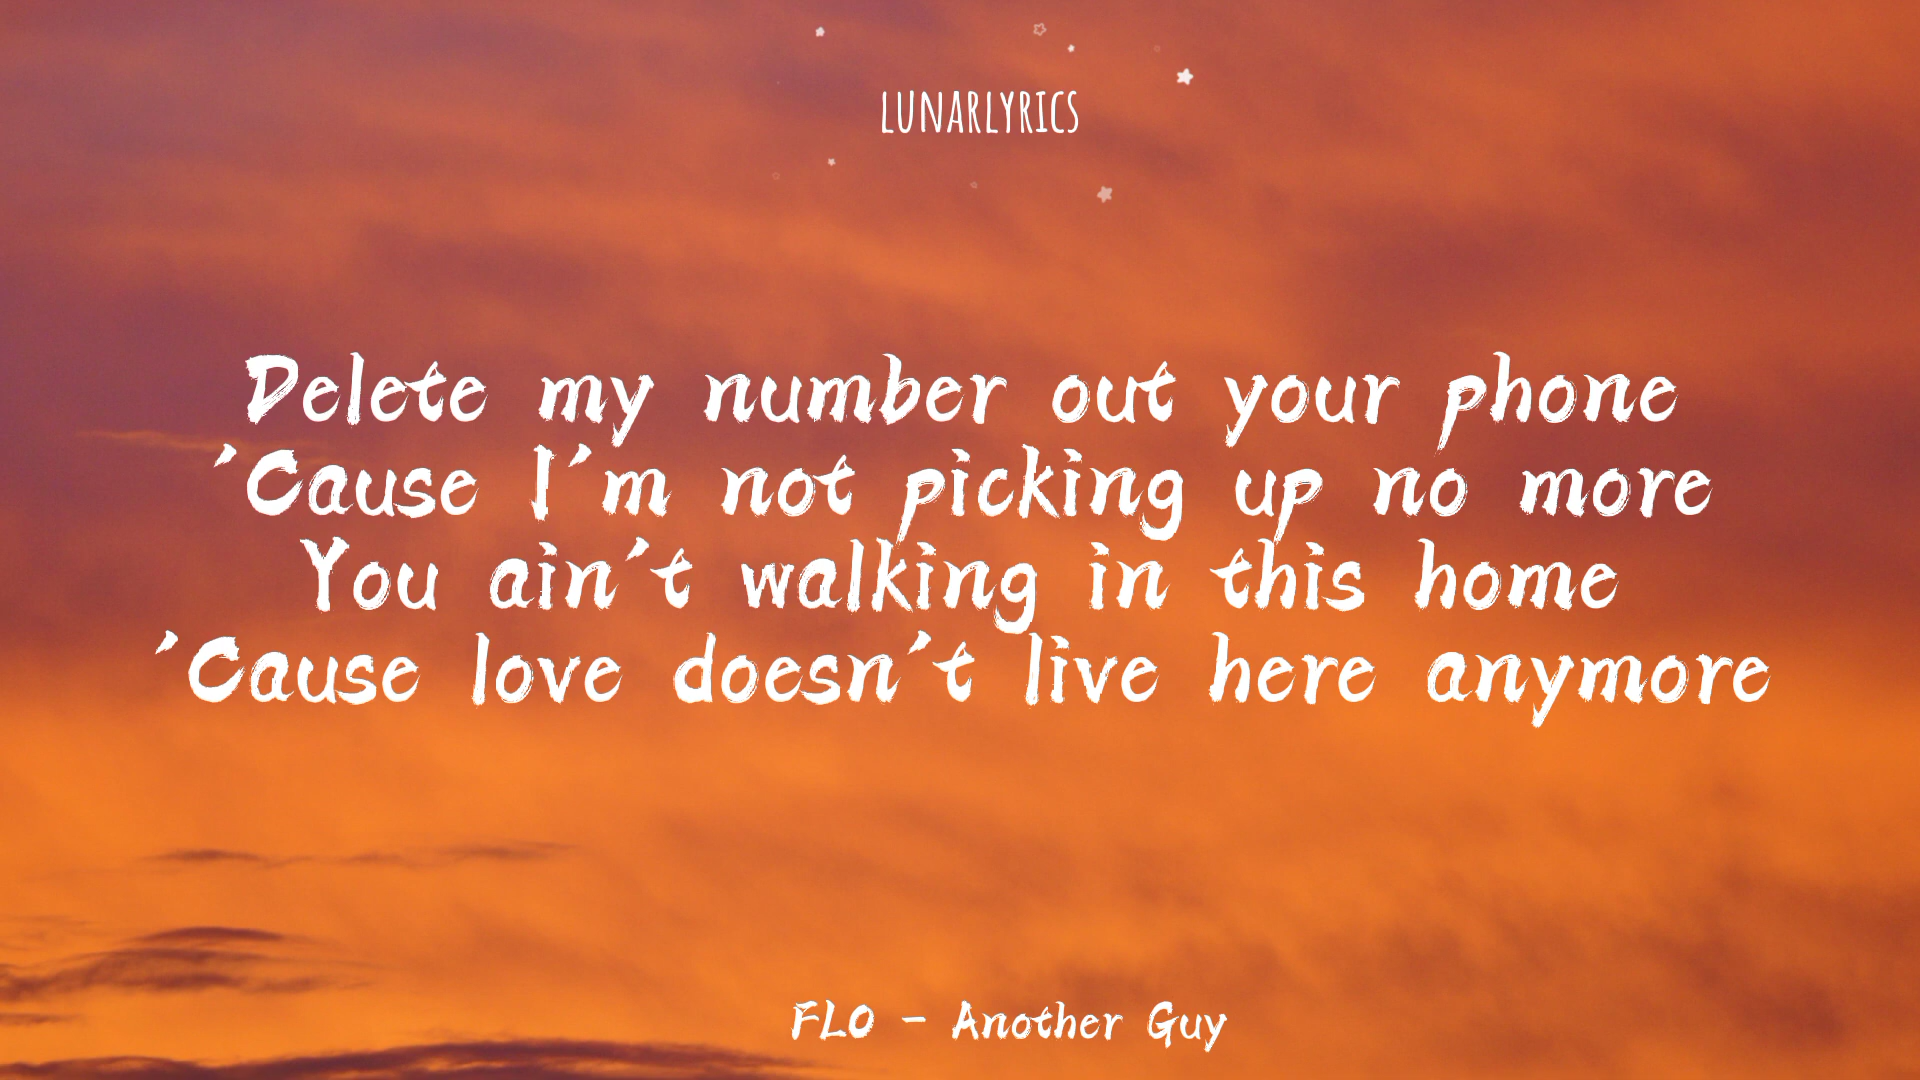 LUNARLYRICS
Delete my number out your phone
'Cause I'm not picking up no more
You ain't walking in this home
'Cause love doesn't live here anymore
FLO - Another Guy